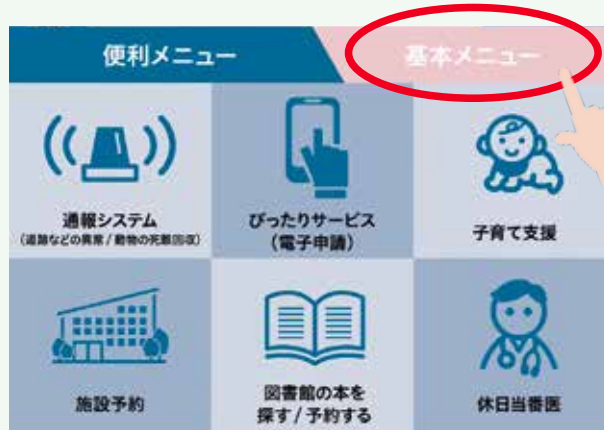 便利メニュー
基本メニュー
通報システム
(道路などの異常/動物の死骸回収)
ぴったりサービス
(電子申請)
子育て支援
施設予約
図書館の本を
探す/予約する
休日当番医